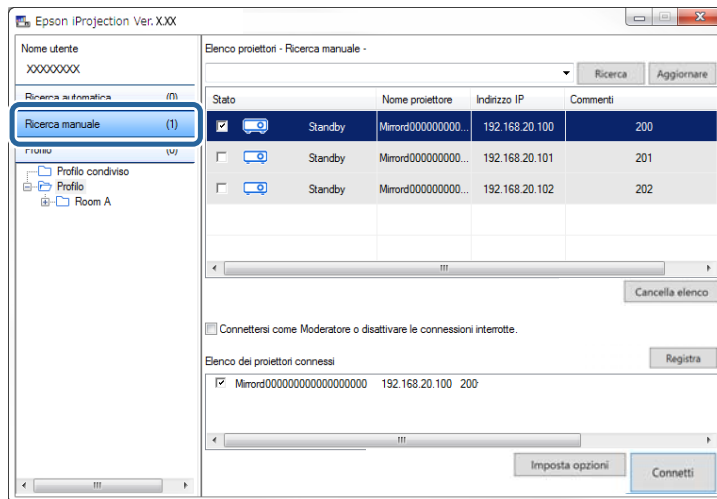 Epson iProjection Ver. X.XX
Nome utente
XXXXXXXX
Ricerca automatica (0)
Ricerca manuale (1)
Profilo (0)
Profilo condiviso
Profilo
Room A
Elenco proiettori - Ricerca manuale -
Ricerca Aggiornare
Stato Nome proiettore Indirizzo IP Commenti
Standby Mirrord000000000... 192.168.20.100 200
Standby Mirrord000000000... 192.168.20.101 201
Standby Mirrord000000000... 192.168.20.102 202
Cancella elenco
Connettersi come Moderatore o disattivare le connessioni interrotte.
Elenco dei proiettori connessi Registra
Mirrord000000000000000000 192.168.20.100 200
Imposta opzioni Connetti